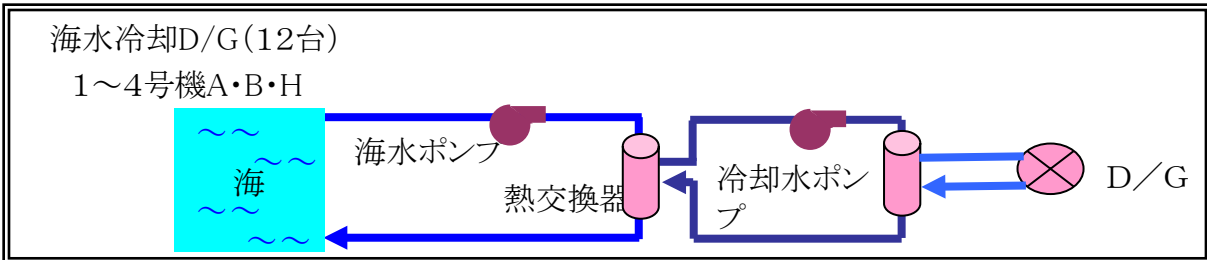 海水冷却D/G(12台)
1～4号機A・B・H
～～
～～
海
～～
～～
海水ポンプ
熱交換器
冷却水ポン
プ
D／G